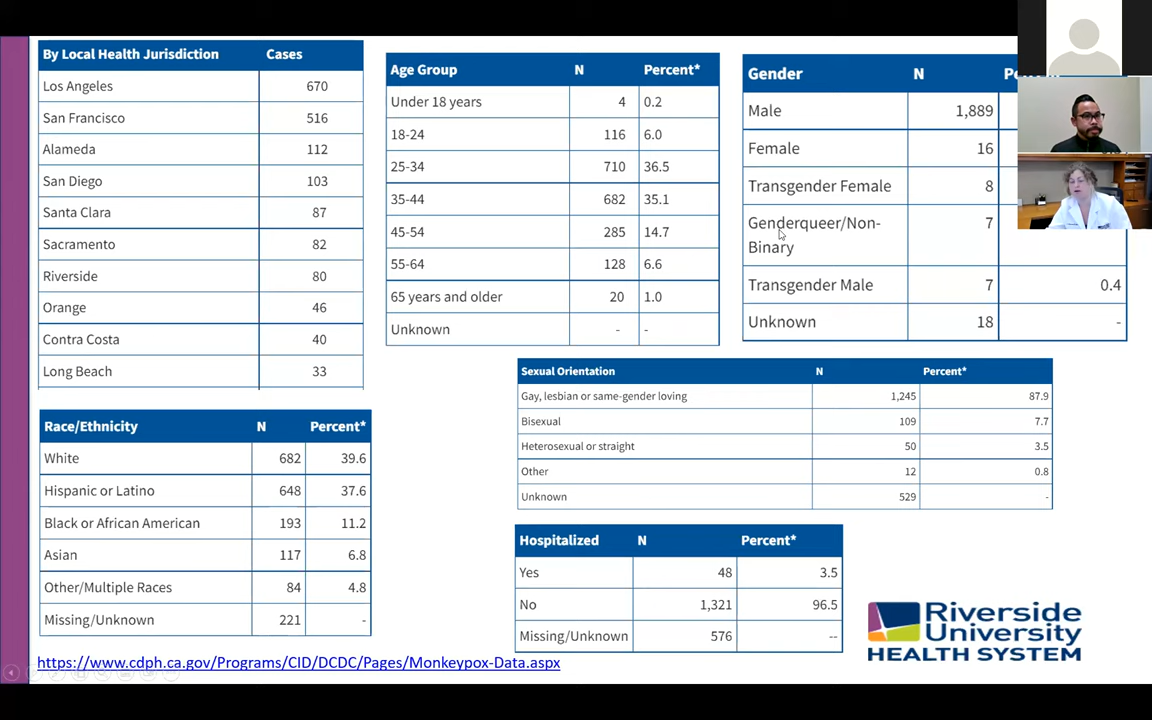 By Local Health Jurisdiction Cases
Los Angeles 670
San Francisco 516
Alameda 112
San Diego 103
Santa Clara 87
Sacramento 82
Riverside 80
Orange 46
Contra Costa 40
Long Beach 33
Age Group N Percent*
Under 18 years 4 0.2
18-24 116 6.0
25-34 710 36.5
35-44 682 35.1
45-54 285 14.7
55-64 128 6.6
65 years and older 20 1.0
Unknown - -
Gender N
Male 1,889
Female 16
Transgender Female 8
Genderqueer/Non- 7
Binary
Transgender Male 7 0.4
Unknown 18 -
Sexual Orientation N Percent*
Gay, lesbian or same-gender loving 1,245 87.9
Bisexual 109 7.7
Heterosexual or straight 50 3.5
Other 12 0.8
Unknown 529 -
Race/Ethnicity N Percent*
White 682 39.6
Hispanic or Latino 648 37.6
Black or African American 193 11.2
Asian 117 6.8
Other/Multiple Races 84 4.8
Missing/Unknown 221 -
Hospitalized N Percent*
Yes 48 3.5
No 1,321 96.5
Missing/Unknown 576 --
Riverside
University
HEALTH SYSTEM
https://www.cdph.ca.gov/Programs/CID/DCDC/Pages/Monkeypox-Data.aspx